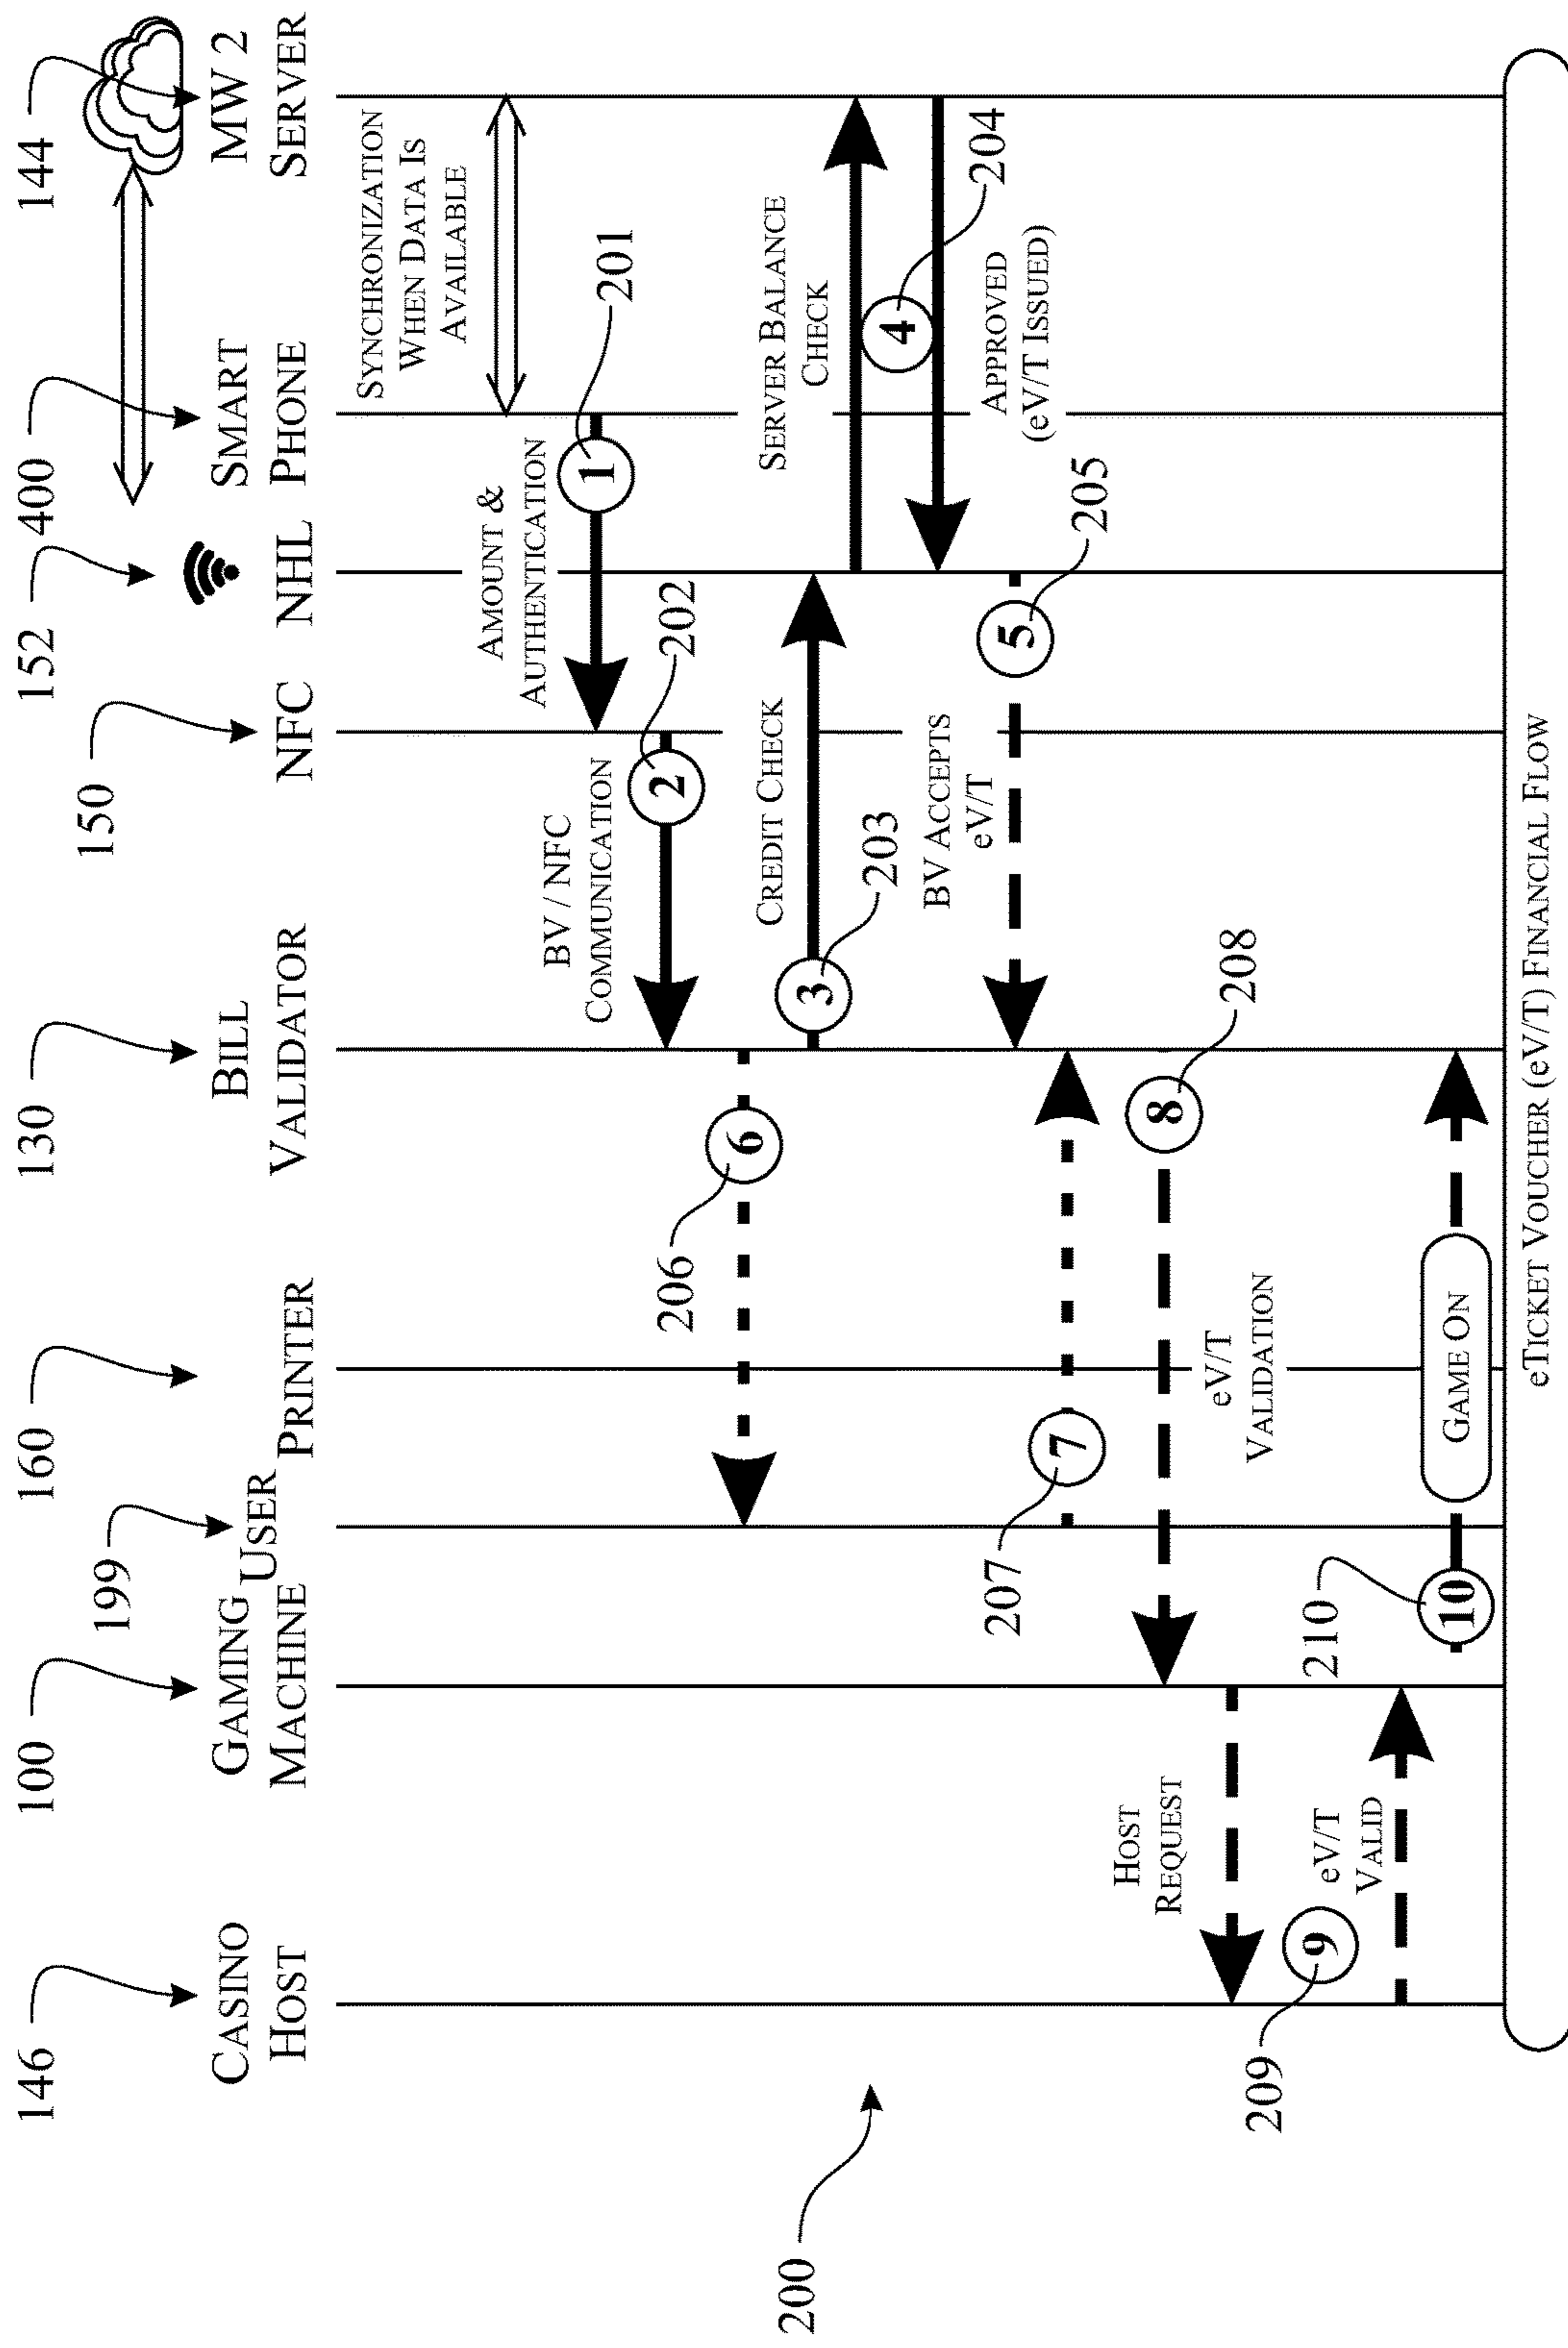 146
100
199
160
130
150
152
400
144
CASINO
HOST
GAMING
MACHINE
USER
PRINTER
BILL
VALIDATOR
NFC
NHL
SMART
PHONE
MW 2
SERVER
SYNCHRONIZATION
WHEN DATA IS
AVAILABLE
AMOUNT &
AUTHENTICATION
1
201
BV / NFC
COMMUNICATION
2
202
206
6
CREDIT CHECK
3
203
SERVER BALANCE
CHECK
4
204
APPROVED
(eV/T ISSUED)
BV ACCEPTS
eV/T
5
205
207
7
8
208
eV/T
VALIDATION
HOST
REQUEST
209
9
eV/T
VALID
210
10
GAME ON
200
eTICKET VOUCHER (eV/T) FINANCIAL FLOW